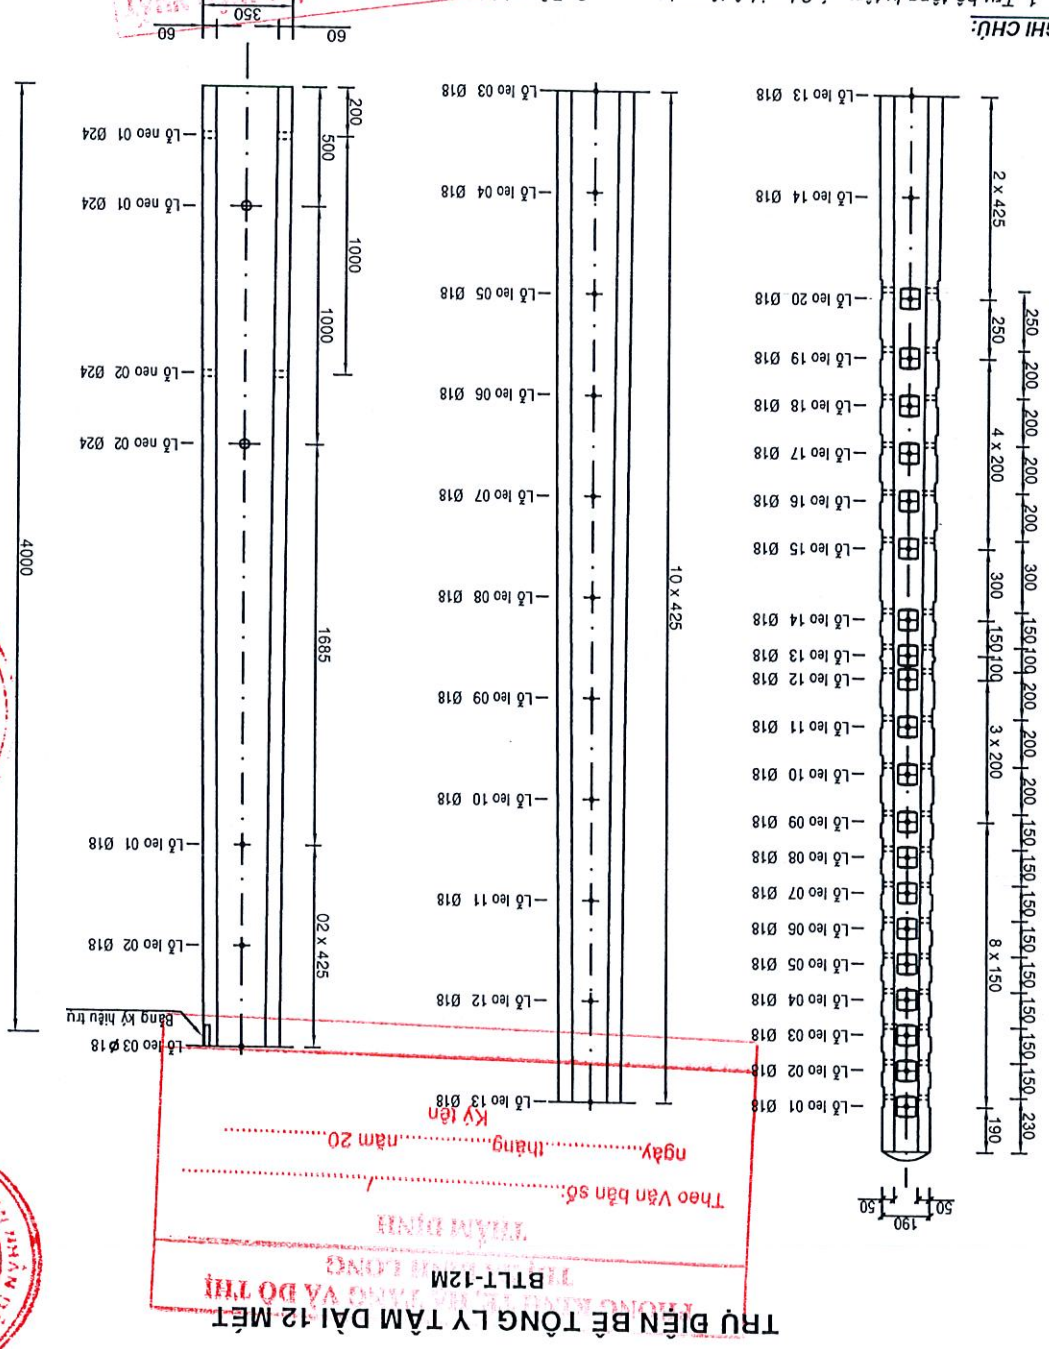 TRỤ ĐIỆN BÊ TÔNG LY TÂM DÀI 12 MÉT
BTLT-12M
PHÒNG KINH TẾ, HẠ TẦNG VÀ ĐÔ THỊ
THẨM ĐỊNH
Theo Văn bản số:............../..............
ngày..........tháng..........năm 20..........
Ký tên
50
190
50
190
8 x 150
3 x 200
100
150
300
4 x 200
250
2 x 425
230
150
150
150
150
150
150
150
150
200
200
200
100
150
300
200
200
200
200
250
Lỗ leo 01 Ø18
Lỗ leo 02 Ø18
Lỗ leo 03 Ø18
Lỗ leo 04 Ø18
Lỗ leo 05 Ø18
Lỗ leo 06 Ø18
Lỗ leo 07 Ø18
Lỗ leo 08 Ø18
Lỗ leo 09 Ø18
Lỗ leo 10 Ø18
Lỗ leo 11 Ø18
Lỗ leo 12 Ø18
Lỗ leo 13 Ø18
Lỗ leo 14 Ø18
Lỗ leo 15 Ø18
Lỗ leo 16 Ø18
Lỗ leo 17 Ø18
Lỗ leo 18 Ø18
Lỗ leo 19 Ø18
Lỗ leo 20 Ø18
Lỗ leo 14 Ø18
Lỗ leo 13 Ø18
10 x 425
Lỗ leo 13 Ø18
Lỗ leo 12 Ø18
Lỗ leo 11 Ø18
Lỗ leo 10 Ø18
Lỗ leo 09 Ø18
Lỗ leo 08 Ø18
Lỗ leo 07 Ø18
Lỗ leo 06 Ø18
Lỗ leo 05 Ø18
Lỗ leo 04 Ø18
Lỗ leo 03 Ø18
Lỗ leo 03 Ø18
Bảng ký hiệu trụ
Lỗ leo 02 Ø18
Lỗ leo 01 Ø18
Lỗ neo 02 Ø24
Lỗ neo 02 Ø24
Lỗ neo 01 Ø24
Lỗ neo 01 Ø24
02 x 425
1685
1000
1000
500
200
4000
60
350
60
GHI CHÚ: